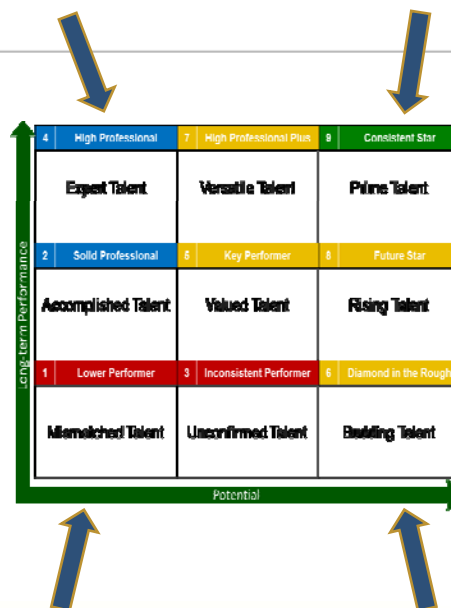 4 High Professional 7 High Professional Plus 9 Consistent Star
Expert Talent Versatile Talent Prime Talent
2 Solid Professional 5 Key Performer 8 Future Star
Accomplished Talent Valued Talent Rising Talent
1 Lower Performer 3 Inconsistent Performer 6 Diamond in the Rough
Mismatched Talent Unconfirmed Talent Budding Talent
Long-term Performance
Potential